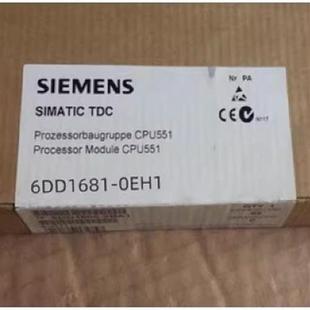 SIEMENS
Nr PA
SIMATIC TDC
CE
Prozessorbaugruppe CPU551
Processor Module CPU551
6DD1681-0EH1